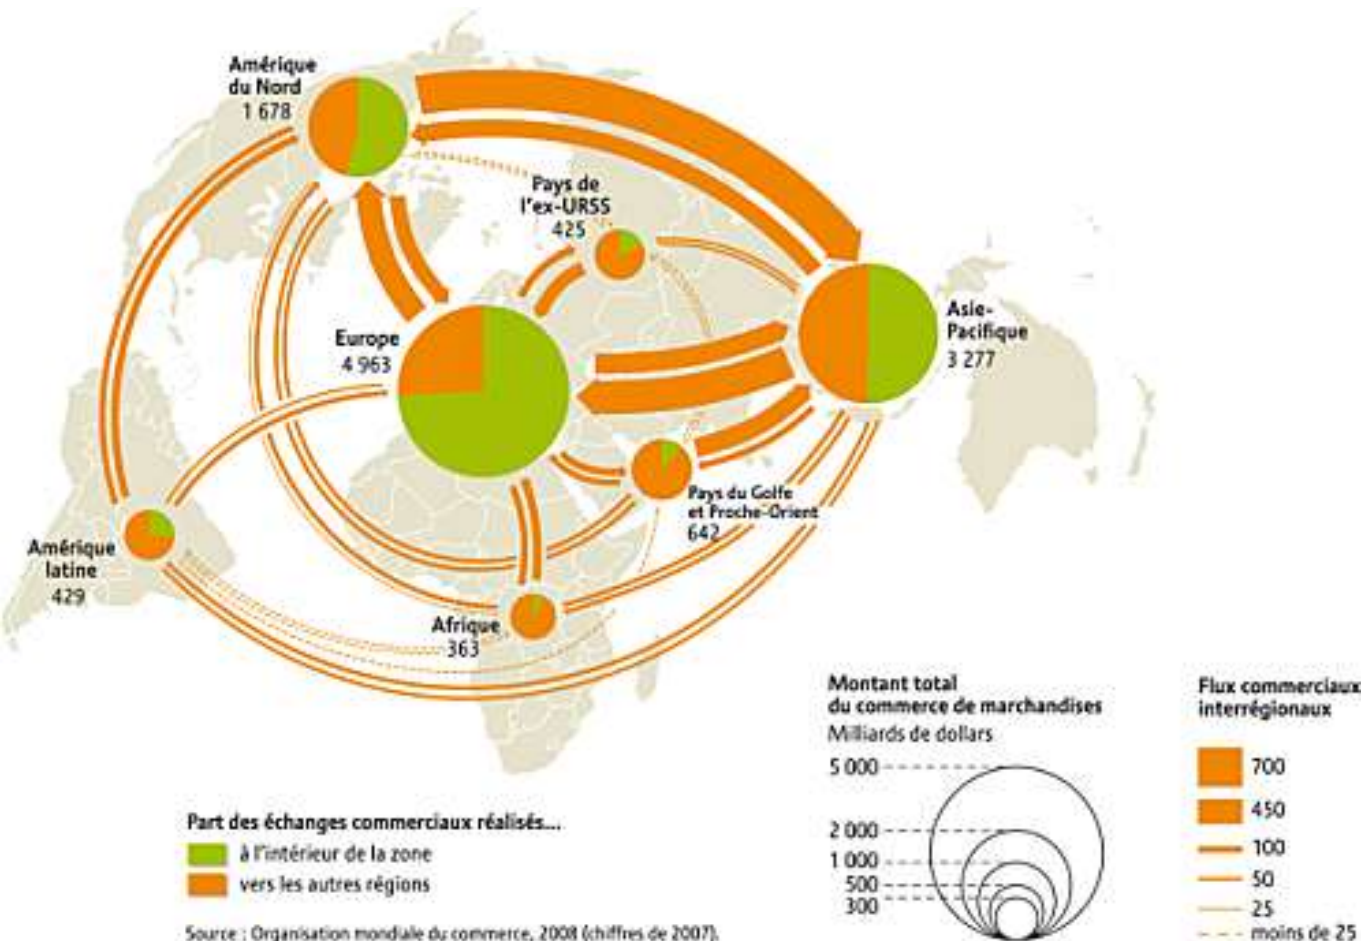 Amérique
du Nord
1 678
Pays de
l'ex-URSS
425
Europe
4 963
Asie-
Pacifique
3 277
Pays du Golfe
et Proche-Orient
642
Amérique
latine
429
Afrique
363
Montant total
du commerce de marchandises
Milliards de dollars
5 000
2 000
1 000
500
300
Flux commerciaux
interrégionaux
700
450
100
50
25
moins de 25
Part des échanges commerciaux réalisés...
à l'intérieur de la zone
vers les autres régions
Source : Organisation mondiale du commerce, 2008 (chiffres de 2007).